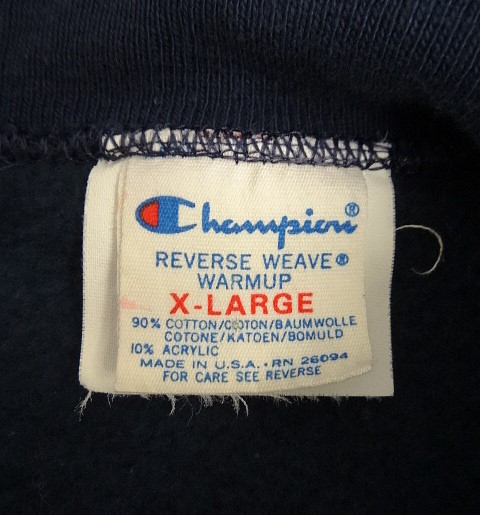 Champion®
REVERSE WEAVE®
WARMUP
X-LARGE
90% COTTON/COTON/BAUMWOLLE
COTONE/KATOEN/BOMULD
10% ACRYLIC
MADE IN U.S.A. · RN 26094
FOR CARE SEE REVERSE